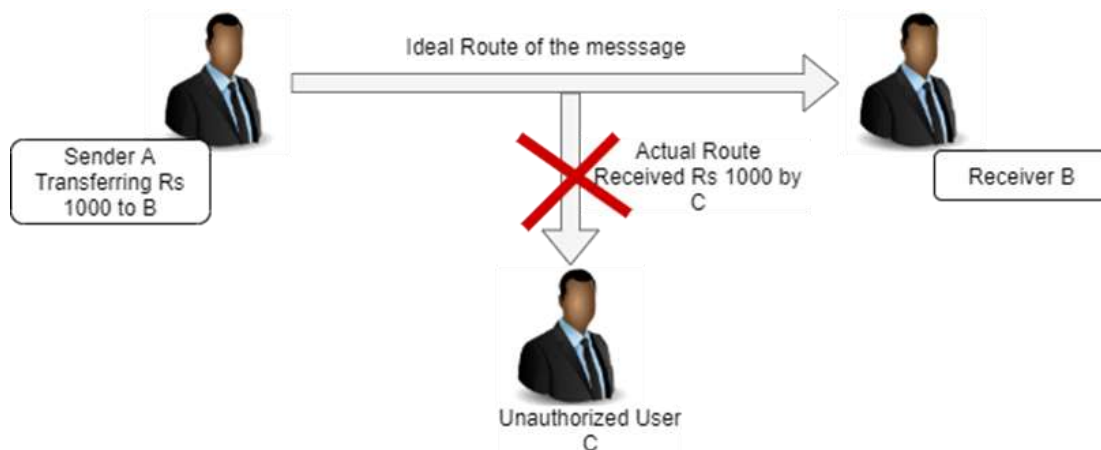 Ideal Route of the messsage
Sender A
Transferring Rs
1000 to B
Actual Route
Received Rs 1000 by
C
Receiver B
Unauthorized User
C